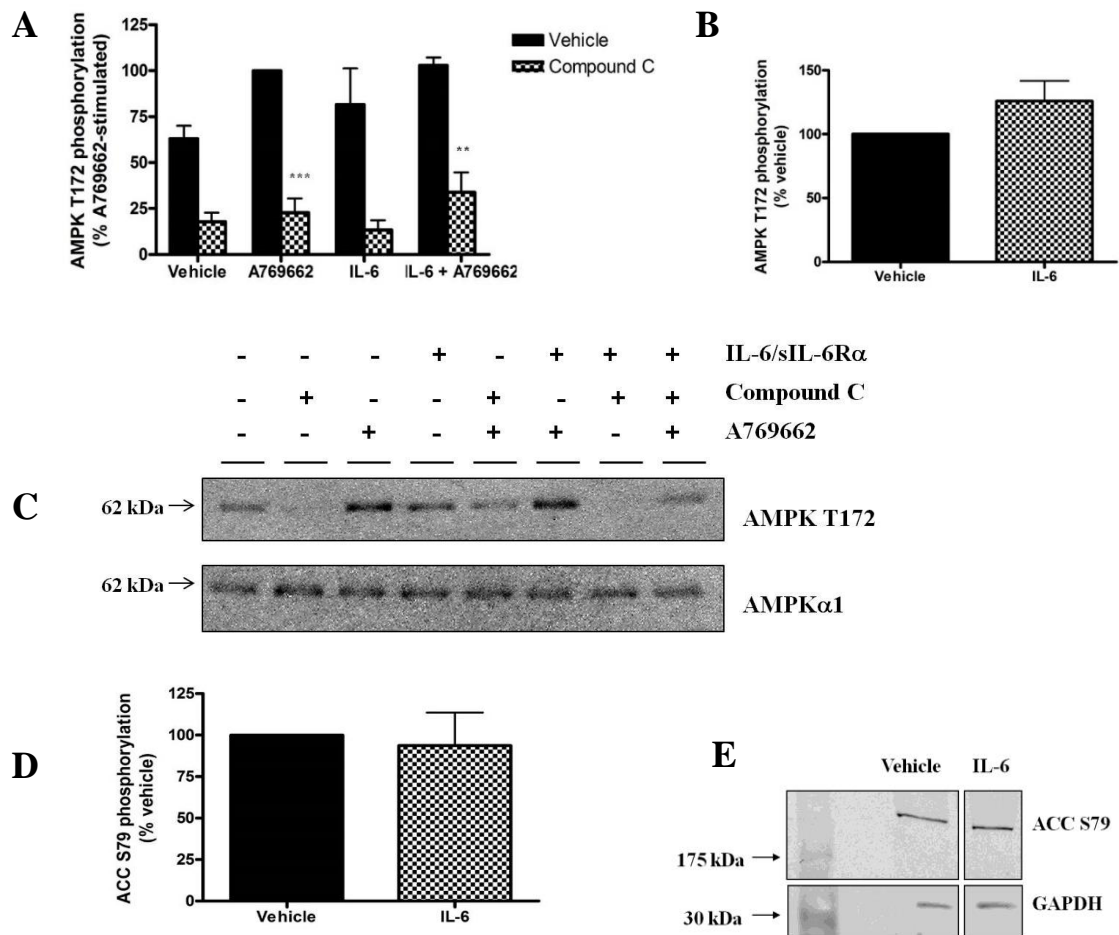 A
AMPK T172 phosphorylation
(% A769662-stimulated)
125
100
75
50
25
0
***
**
Vehicle
A769662
IL-6
IL-6 + A769662
Vehicle
Compound C
B
AMPK T172 phosphorylation
(% vehicle)
150
100
50
0
Vehicle
IL-6
- - - + - + + + IL-6/sIL-6Rα
- + - - + - + + Compound C
- - + - + + - + A769662
C
62 kDa →
AMPK T172
62 kDa →
AMPKα1
D
ACC S79 phosphorylation
(% vehicle)
125
100
75
50
25
0
Vehicle
IL-6
E
Vehicle
IL-6
ACC S79
175 kDa →
GAPDH
30 kDa →